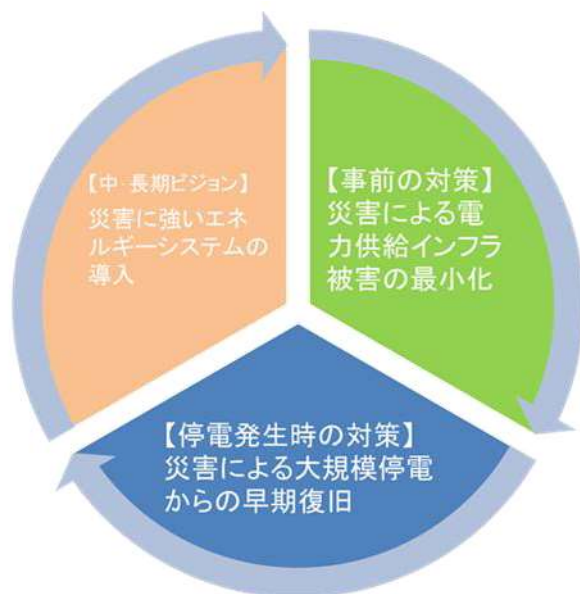 【事前の対策】
災害による電
力供給インフラ
被害の最小化
【停電発生時の対策】
災害による大規模停電
からの早期復旧
【中・長期ビジョン】
災害に強いエネ
ルギーシステムの
導入